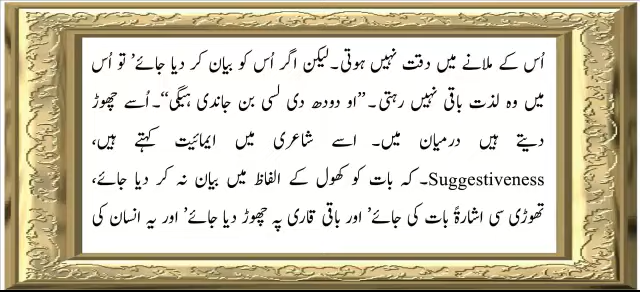 اُس کے ملانے میں دقت نہیں ہوتی۔لیکن اگر اُس کو بیان کر دیا جائے’ تو اُس
میں وہ لذت باقی نہیں رہتی۔”او دودھ دی لسی بن جاندی ہیگی“۔اُسے چھوڑ
دیتے ہیں درمیان میں۔ اسے شاعری میں ایمائیت کہتے ہیں،
Suggestiveness۔ کہ بات کو کھول کے الفاظ میں بیان نہ کر دیا جائے،
تھوڑی سی اشارۃً بات کی جائے’ اور باقی قاری پہ چھوڑ دیا جائے’ اور یہ انسان کی